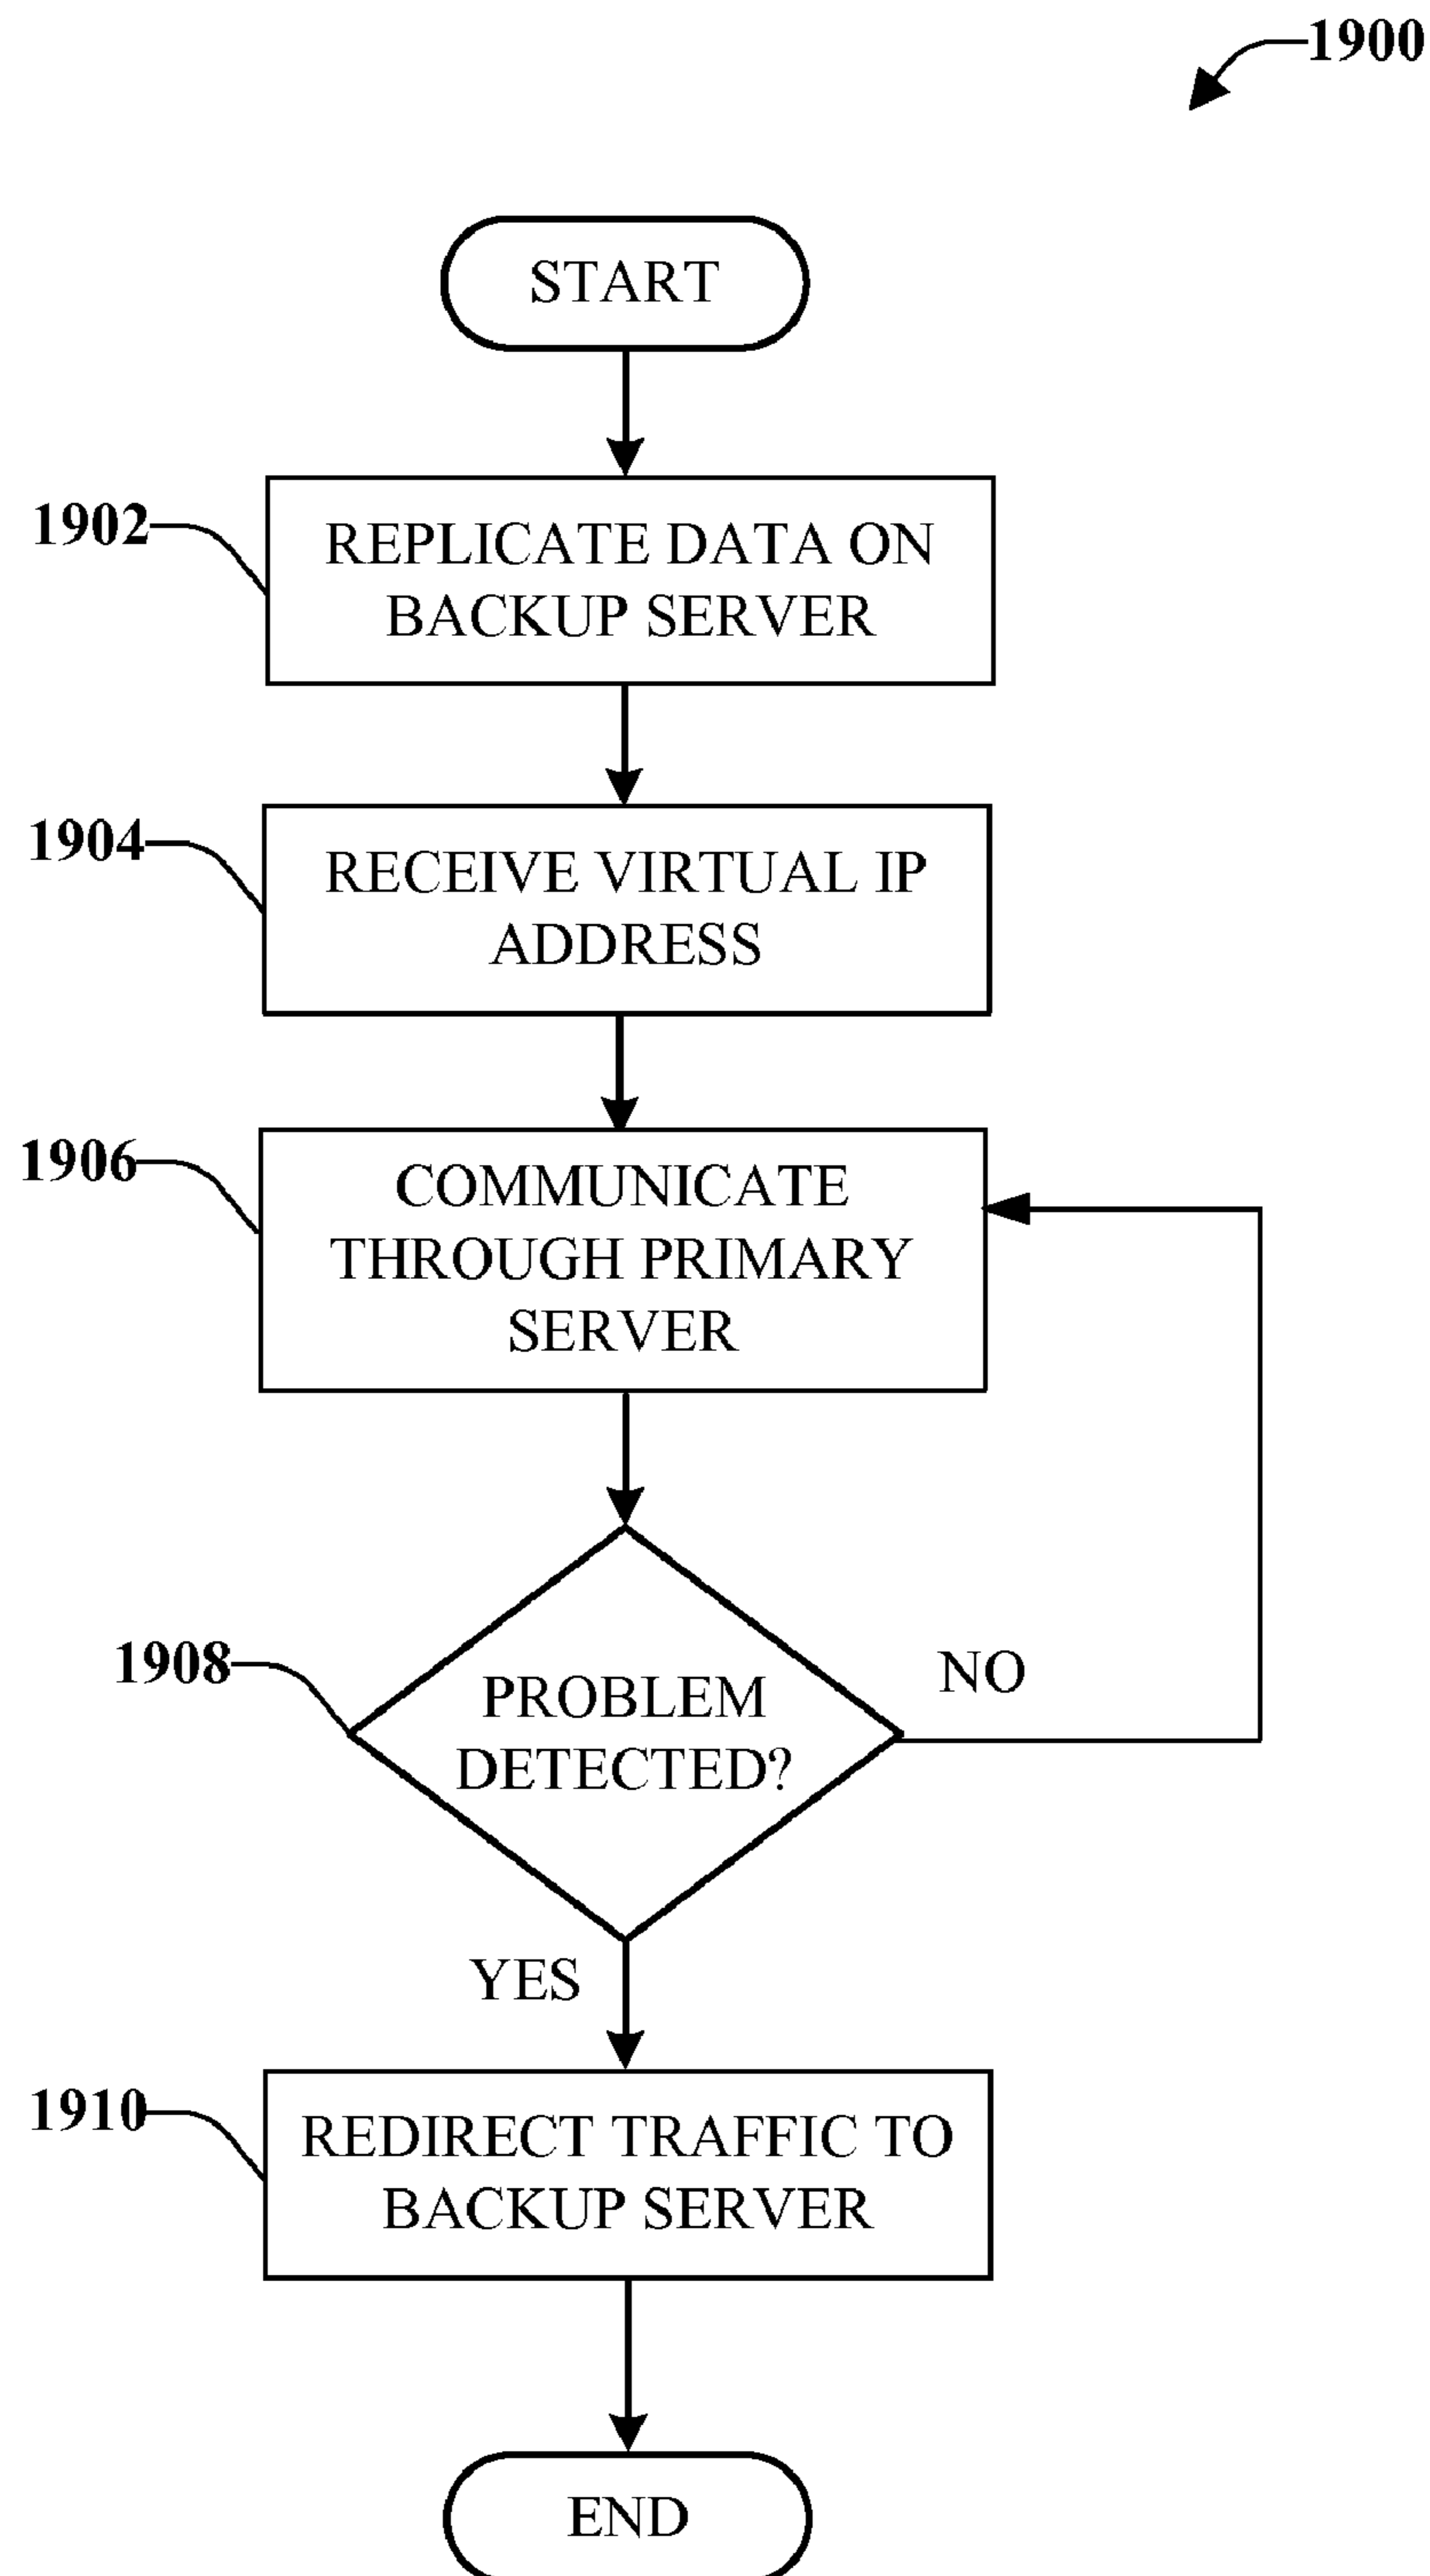 1900
START
1902
REPLICATE DATA ON
BACKUP SERVER
1904
RECEIVE VIRTUAL IP
ADDRESS
1906
COMMUNICATE
THROUGH PRIMARY
SERVER
1908
PROBLEM
DETECTED?
NO
YES
1910
REDIRECT TRAFFIC TO
BACKUP SERVER
END